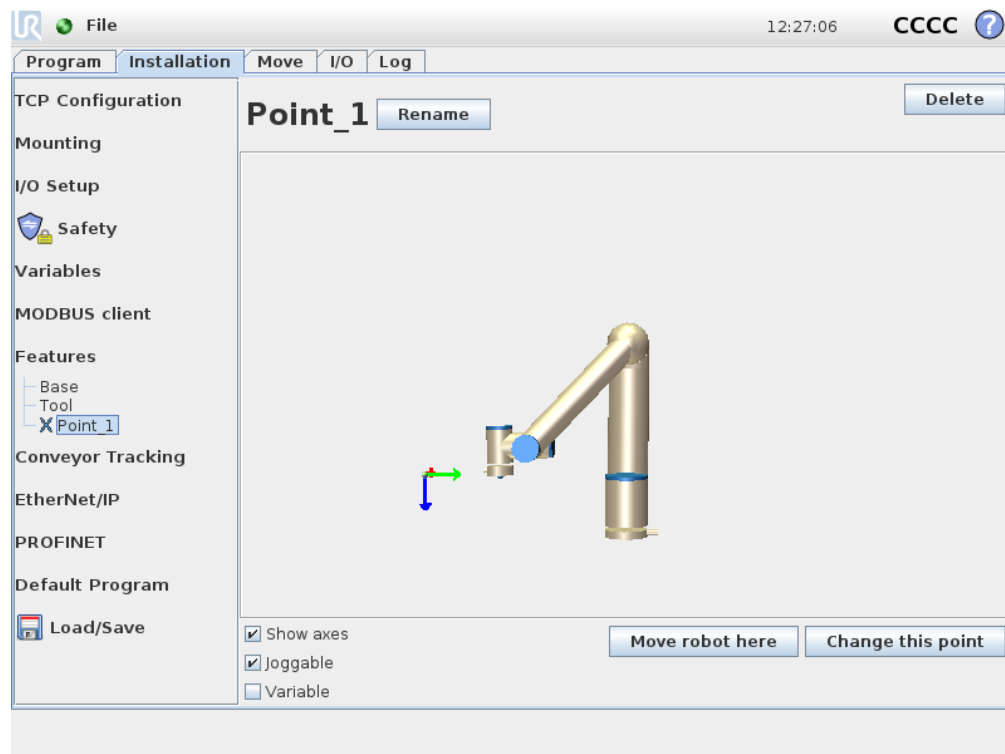 UR File 12:27:06 CCCC ?
Program Installation Move I/O Log
TCP Configuration
Mounting
I/O Setup
Safety
Variables
MODBUS client
Features
Base
Tool
Point_1
Conveyor Tracking
EtherNet/IP
PROFINET
Default Program
Load/Save
Point_1 Rename Delete
Show axes
Joggable
Variable
Move robot here Change this point